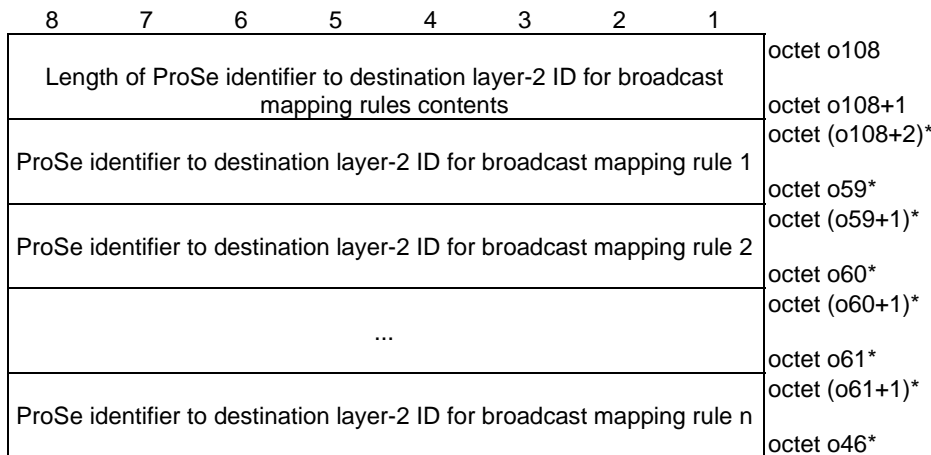 8 7 6 5 4 3 2 1
octet o108
Length of ProSe identifier to destination layer-2 ID for broadcast
mapping rules contents
octet o108+1
octet (o108+2)*
ProSe identifier to destination layer-2 ID for broadcast mapping rule 1
octet o59*
octet (o59+1)*
ProSe identifier to destination layer-2 ID for broadcast mapping rule 2
octet o60*
octet (o60+1)*
...
octet o61*
octet (o61+1)*
ProSe identifier to destination layer-2 ID for broadcast mapping rule n
octet o46*